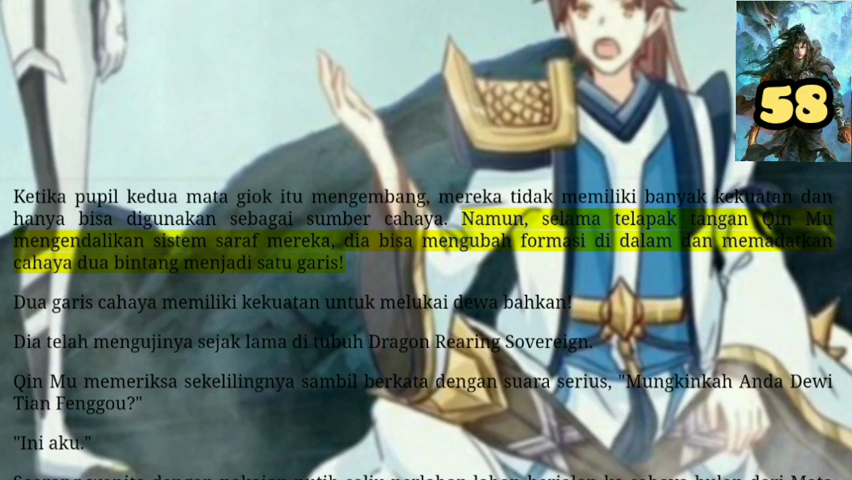 58
Ketika pupil kedua mata giok itu mengembang, mereka tidak memiliki banyak kekuatan dan
hanya bisa digunakan sebagai sumber cahaya. Namun, selama telapak tangan Qin Mu
mengendalikan sistem saraf mereka, dia bisa mengubah formasi di dalam dan memadatkan
cahaya dua bintang menjadi satu garis!
Dua garis cahaya memiliki kekuatan untuk melukai dewa bahkan!
Dia telah mengujinya sejak lama di tubuh Dragon Rearing Sovereign.
Qin Mu memeriksa sekelilingnya sambil berkata dengan suara serius, "Mungkinkah Anda Dewi
Tian Fenggou?"
"Ini aku."